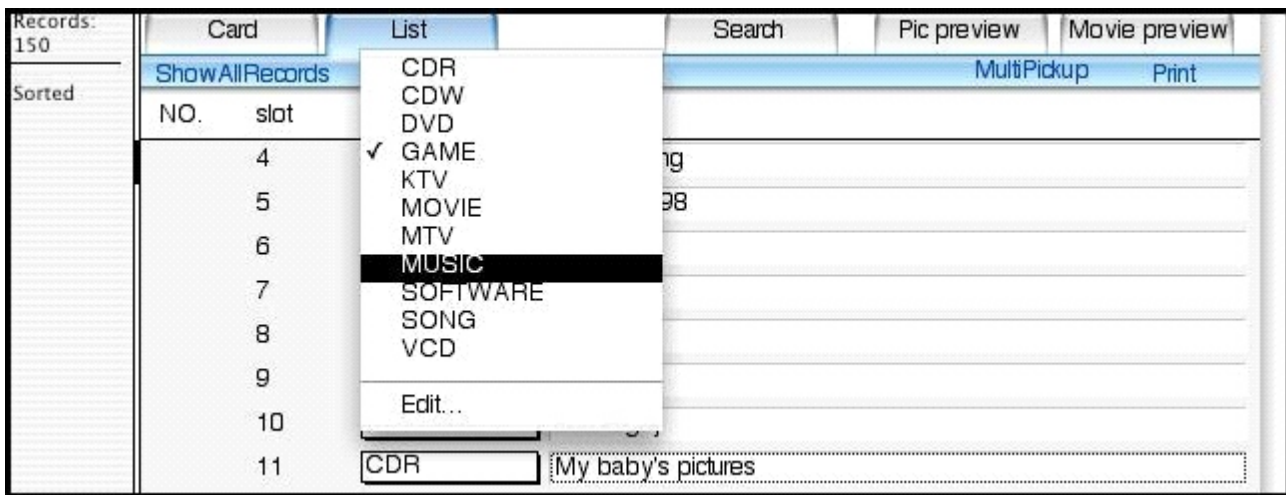 Records:
150
Sorted
Card List Search Pic preview Movie preview
ShowAllRecords MultiPickup Print
NO. slot
CDR
CDW
DVD
✓ GAME
KTV
MOVIE
MTV
MUSIC
SOFTWARE
SONG
VCD
Edit...
4
5 98
6
7
8
9
10
11 CDR My baby's pictures